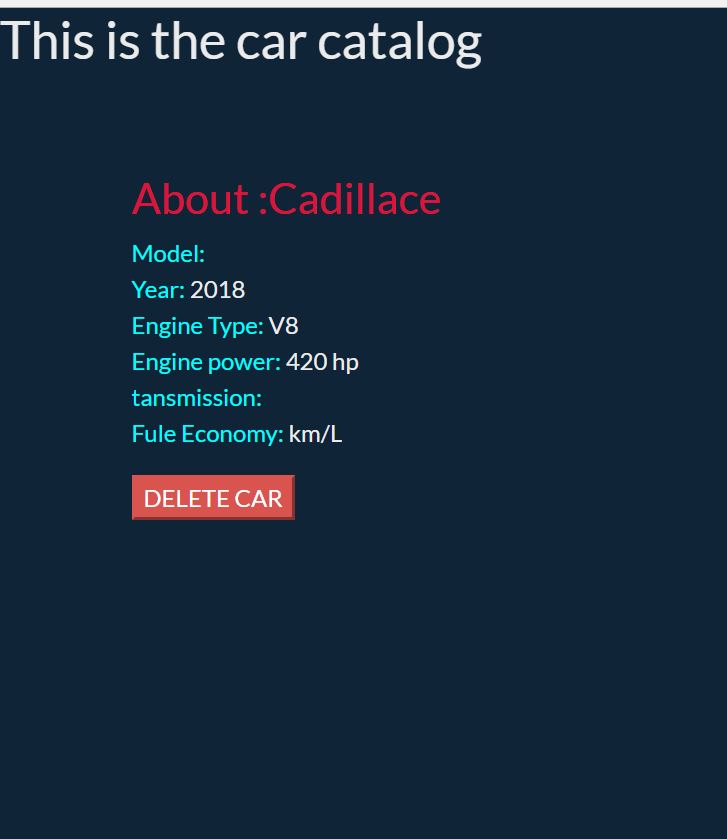 This is the car catalog
About :Cadillace
Model:
Year: 2018
Engine Type: V8
Engine power: 420 hp
tansmission:
Fule Economy: km/L
DELETE CAR